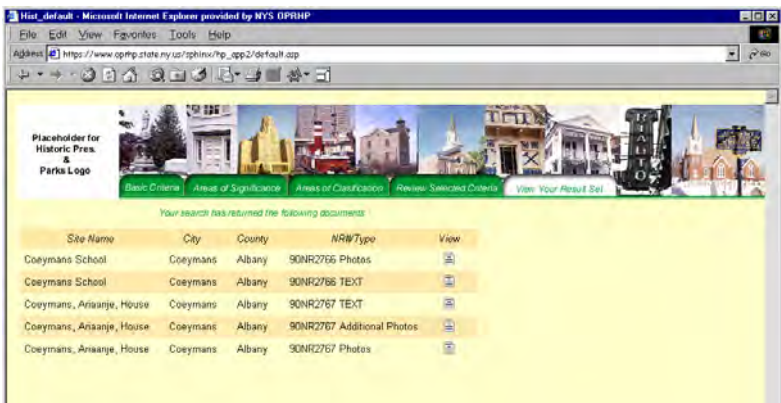 Hist_default - Microsoft Internet Explorer provided by NYS OPRHP
File Edit View Favorites Tools Help
Address https://www.oprhp.state.ny.us/sphinx/hp_app2/default.asp Go
Placeholder for
Historic Pres.
&
Parks Logo
Basic Criteria Areas of Significance Areas of Clasification Review Selected Criteria View Your Result Set
Your search has returned the following documents
Site Name City County NR#/Type View
Coeymans School Coeymans Albany 90NR2766 Photos
Coeymans School Coeymans Albany 90NR2766 TEXT
Coeymans, Ariaanje, House Coeymans Albany 90NR2767 TEXT
Coeymans, Ariaanje, House Coeymans Albany 90NR2767 Additional Photos
Coeymans, Ariaanje, House Coeymans Albany 90NR2767 Photos